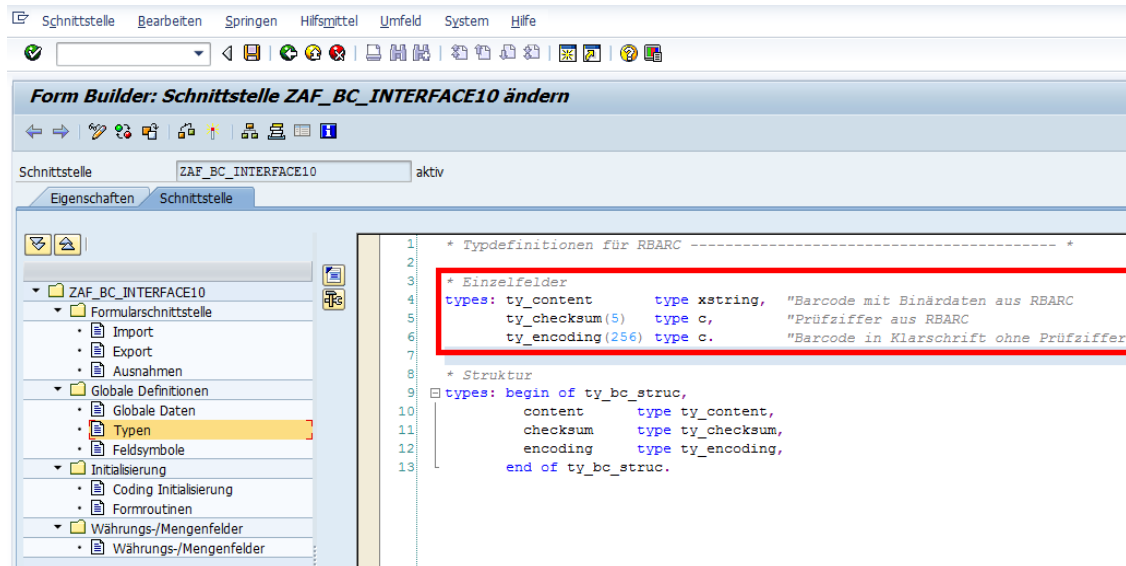 Schnittstelle Bearbeiten Springen Hilfsmittel Umfeld System Hilfe
Form Builder: Schnittstelle ZAF_BC_INTERFACE10 ändern
Schnittstelle ZAF_BC_INTERFACE10 aktiv
Eigenschaften Schnittstelle
ZAF_BC_INTERFACE10
Formularschnittstelle
Import
Export
Ausnahmen
Globale Definitionen
Globale Daten
Typen
Feldsymbole
Initialisierung
Coding Initialisierung
Formroutinen
Währungs-/Mengenfelder
Währungs-/Mengenfelder
1 * Typdefinitionen für RBARC ------------------------------------------ *
2
3 * Einzelfelder
4 types: ty_content type xstring, "Barcode mit Binärdaten aus RBARC
5 ty_checksum(5) type c, "Prüfziffer aus RBARC
6 ty_encoding(256) type c. "Barcode in Klarschrift ohne Prüfziffer
7
8 * Struktur
9 types: begin of ty_bc_struc,
10 content type ty_content,
11 checksum type ty_checksum,
12 encoding type ty_encoding,
13 end of ty_bc_struc.